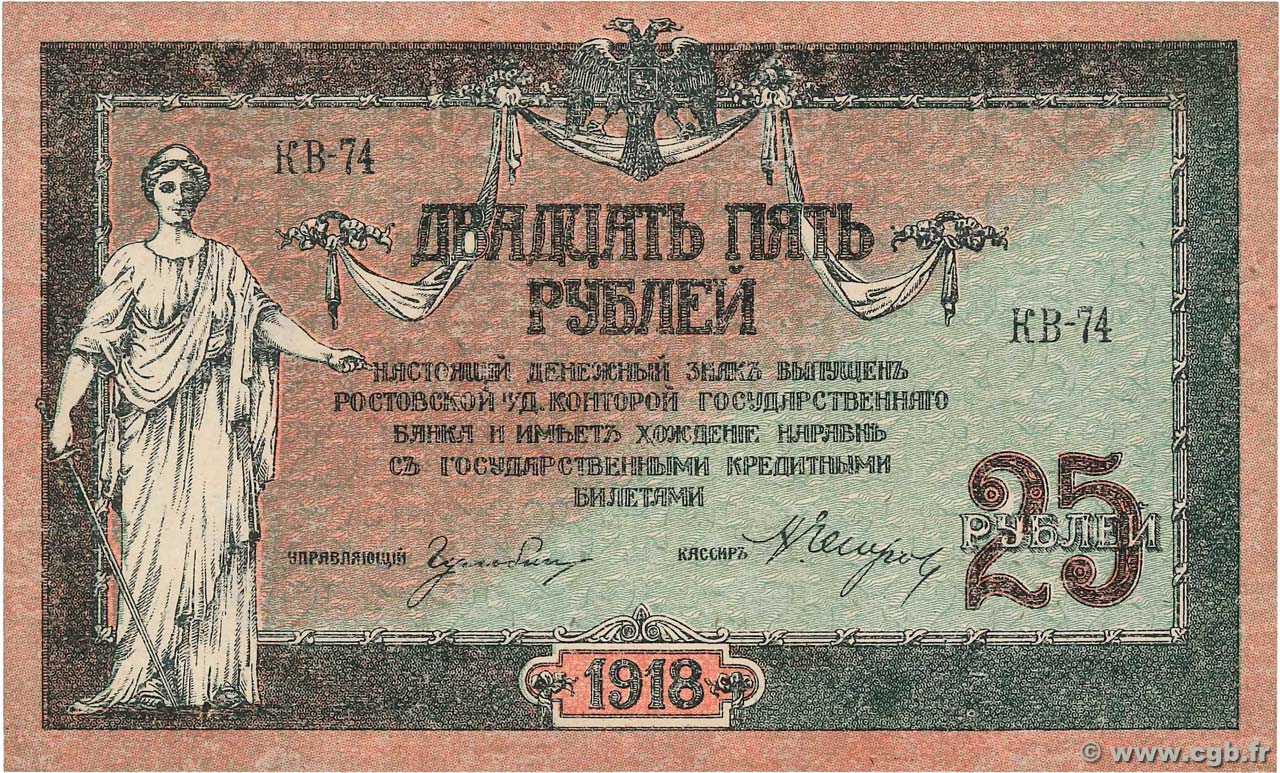 КВ-74
ДВАДЦАТЬ ПЯТЬ
РУБЛЕЙ
КВ-74
НАСТОЯЩІЙ ДЕНЕЖНЫЙ ЗНАКЪ ВЫПУЩЕНЪ
РОСТОВСКОЙ н/Д. КОНТОРОЙ ГОСУДАРСТВЕННАГО
БАНКА И ИМѢЕТЪ ХОЖДЕНІЕ НАРАВНѢ
СЪ ГОСУДАРСТВЕННЫМИ КРЕДИТНЫМИ
БИЛЕТАМИ
25
РУБЛЕЙ
УПРАВЛЯЮЩІЙ
КАССИРЪ
1918
© www.cgb.fr